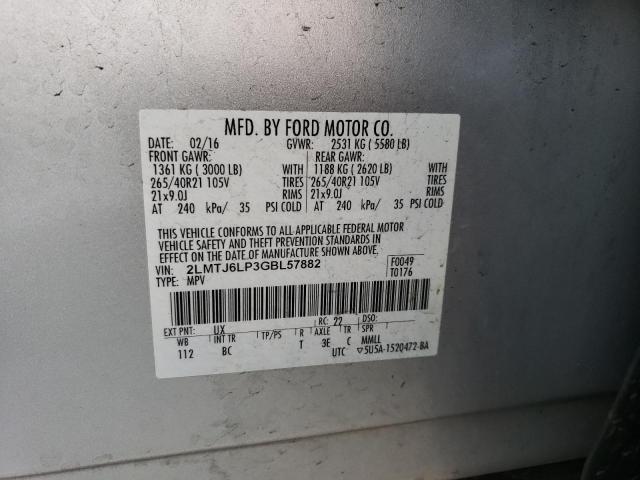 MFD. BY FORD MOTOR CO.
DATE: 02/16 GVWR: 2531 KG ( 5580 LB)
FRONT GAWR: REAR GAWR:
1361 KG ( 3000 LB) WITH 1188 KG ( 2620 LB) WITH
265/40R21 105V TIRES 265/40R21 105V TIRES
21x9.0J RIMS 21x9.0J RIMS
AT 240 kPa/ 35 PSI COLD AT 240 kPa/ 35 PSI COLD
THIS VEHICLE CONFORMS TO ALL APPLICABLE FEDERAL MOTOR
VEHICLE SAFETY AND THEFT PREVENTION STANDARDS IN
EFFECT ON THE DATE OF MANUFACTURE SHOWN ABOVE.
VIN: 2LMTJ6LP3GBL57882 F0049
TYPE: MPV T0176
EXT PNT: UX RC: 22 DSO:
WB INT TR TP/PS R AXLE TR SPR
112 BC T 3E C MMLL
UTC ▽5U5A-1520472-BA